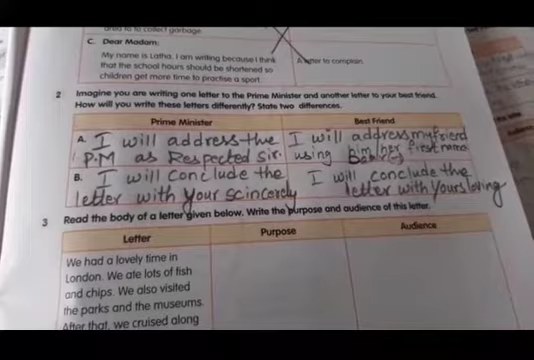 area to to collect garbage.
C. Dear Madam:
My name is Latha. I am writing because I think
that the school hours should be shortened so
children get more time to practise a sport.
A letter to complain.
2 Imagine you are writing one letter to the Prime Minister and another letter to your best friend.
How will you write these letters differently? State two differences.
Prime Minister
Best Friend
A. I will address the
P.M as Respected Sir.
I will address my friend
using him/her first name
B. I will conclude the
letter with Your scincerely
I will conclude the
letter with Yours loving
3 Read the body of a letter given below. Write the purpose and audience of this letter.
Letter
Purpose
Audience
We had a lovely time in
London. We ate lots of fish
and chips. We also visited
the parks and the museums.
After that, we cruised along